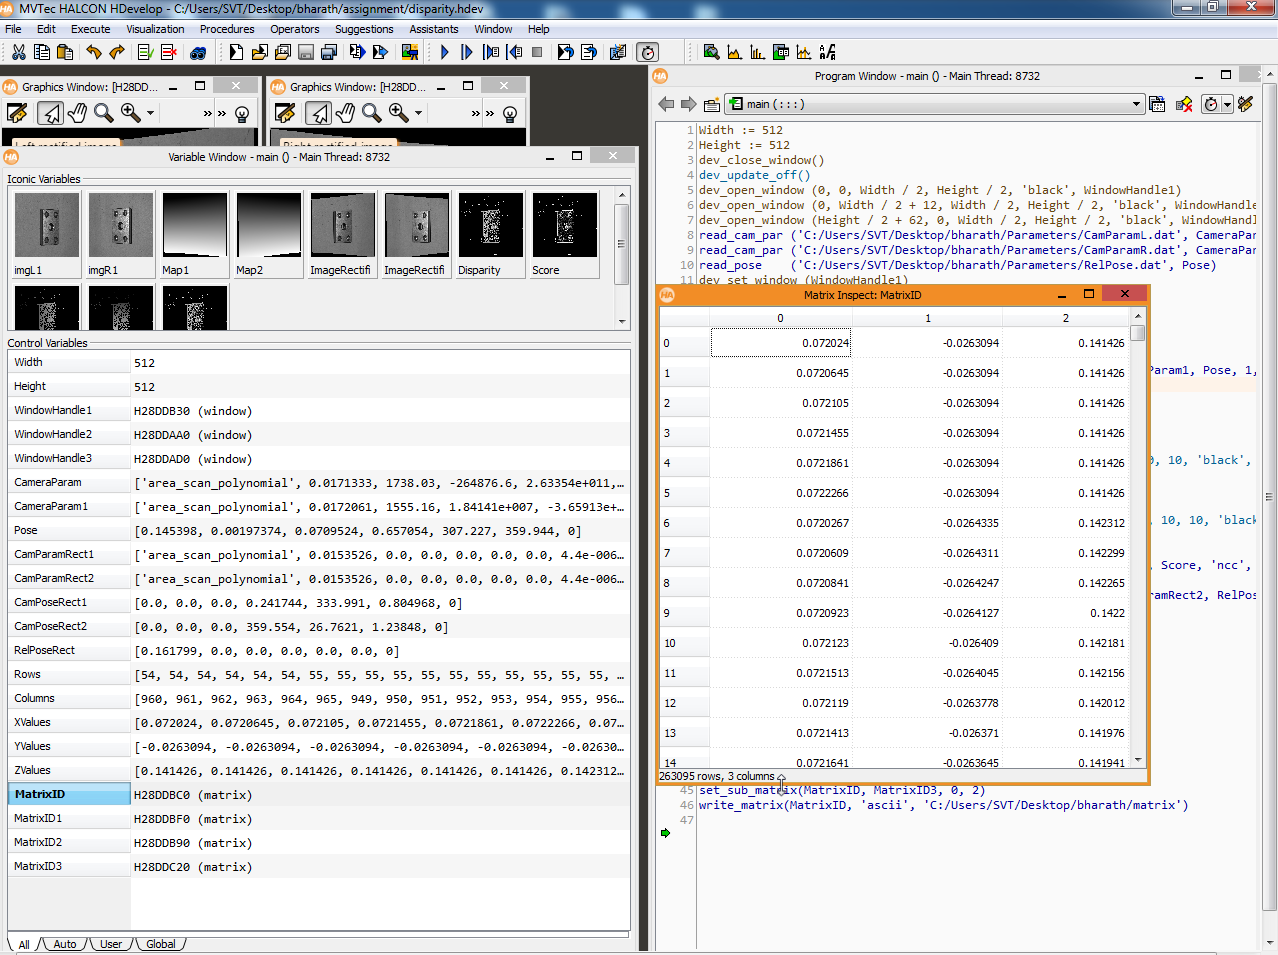 MVTec HALCON HDevelop - C:/Users/SVT/Desktop/bharath/assignment/disparity.hdev
File Edit Execute Visualization Procedures Operators Suggestions Assistants Window Help
Graphics Window: [H28DD...
Graphics Window: [H28DD...
Left rectified image
Right rectified image
Variable Window - main () - Main Thread: 8732
Iconic Variables
imgL1 imgR1 Map1 Map2 ImageRectifi ImageRectifi Disparity Score
Control Variables
Width 512
Height 512
WindowHandle1 H28DDB30 (window)
WindowHandle2 H28DDAA0 (window)
WindowHandle3 H28DDAD0 (window)
CameraParam ['area_scan_polynomial', 0.0171333, 1738.03, -264876.6, 2.63354e+011,...
CameraParam1 ['area_scan_polynomial', 0.0172061, 1555.16, 1.84141e+007, -3.65913e+...
Pose [0.145398, 0.00197374, 0.0709524, 0.657054, 307.227, 359.944, 0]
CamParamRect1 ['area_scan_polynomial', 0.0153526, 0.0, 0.0, 0.0, 0.0, 0.0, 4.4e-006...
CamParamRect2 ['area_scan_polynomial', 0.0153526, 0.0, 0.0, 0.0, 0.0, 0.0, 4.4e-006...
CamPoseRect1 [0.0, 0.0, 0.0, 0.241744, 333.991, 0.804968, 0]
CamPoseRect2 [0.0, 0.0, 0.0, 359.554, 26.7621, 1.23848, 0]
RelPoseRect [0.161799, 0.0, 0.0, 0.0, 0.0, 0.0, 0]
Rows [54, 54, 54, 54, 54, 54, 55, 55, 55, 55, 55, 55, 55, 55, 55, ...
Columns [960, 961, 962, 963, 964, 965, 949, 950, 951, 952, 953, 954, 955, 956...
XValues [0.072024, 0.0720645, 0.072105, 0.0721455, 0.0721861, 0.0722266, 0.07...
YValues [-0.0263094, -0.0263094, -0.0263094, -0.0263094, -0.0263094, -0.02630...
ZValues [0.141426, 0.141426, 0.141426, 0.141426, 0.141426, 0.141426, 0.142312...
MatrixID H28DDBC0 (matrix)
MatrixID1 H28DDBF0 (matrix)
MatrixID2 H28DDB90 (matrix)
MatrixID3 H28DDC20 (matrix)
All Auto User Global
Program Window - main () - Main Thread: 8732
main ( : : : )
1 Width := 512
2 Height := 512
3 dev_close_window()
4 dev_update_off()
5 dev_open_window (0, 0, Width / 2, Height / 2, 'black', WindowHandle1)
6 dev_open_window (0, Width / 2 + 12, Width / 2, Height / 2, 'black', WindowHandle
7 dev_open_window (Height / 2 + 62, 0, Width / 2, Height / 2, 'black', WindowHandl
8 read_cam_par ('C:/Users/SVT/Desktop/bharath/Parameters/CamParamL.dat', CameraPar
9 read_cam_par ('C:/Users/SVT/Desktop/bharath/Parameters/CamParamR.dat', CameraPar
10 read_pose ('C:/Users/SVT/Desktop/bharath/Parameters/RelPose.dat', Pose)
11 dev_set_window (WindowHandle1)
Param1, Pose, 1,
0, 10, 'black',
, 10, 10, 'black
, Score, 'ncc',
amRect2, RelPos
Matrix Inspect: MatrixID
0 1 2
0 0.072024 -0.0263094 0.141426
1 0.0720645 -0.0263094 0.141426
2 0.072105 -0.0263094 0.141426
3 0.0721455 -0.0263094 0.141426
4 0.0721861 -0.0263094 0.141426
5 0.0722266 -0.0263094 0.141426
6 0.0720267 -0.0264335 0.142312
7 0.0720609 -0.0264311 0.142299
8 0.0720841 -0.0264247 0.142265
9 0.0720923 -0.0264127 0.1422
10 0.072123 -0.026409 0.142181
11 0.0721513 -0.0264045 0.142156
12 0.072119 -0.0263778 0.142012
13 0.0721413 -0.026371 0.141976
14 0.0721641 -0.0263645 0.141941
263095 rows, 3 columns
45 set_sub_matrix(MatrixID, MatrixID3, 0, 2)
46 write_matrix(MatrixID, 'ascii', 'C:/Users/SVT/Desktop/bharath/matrix')
47